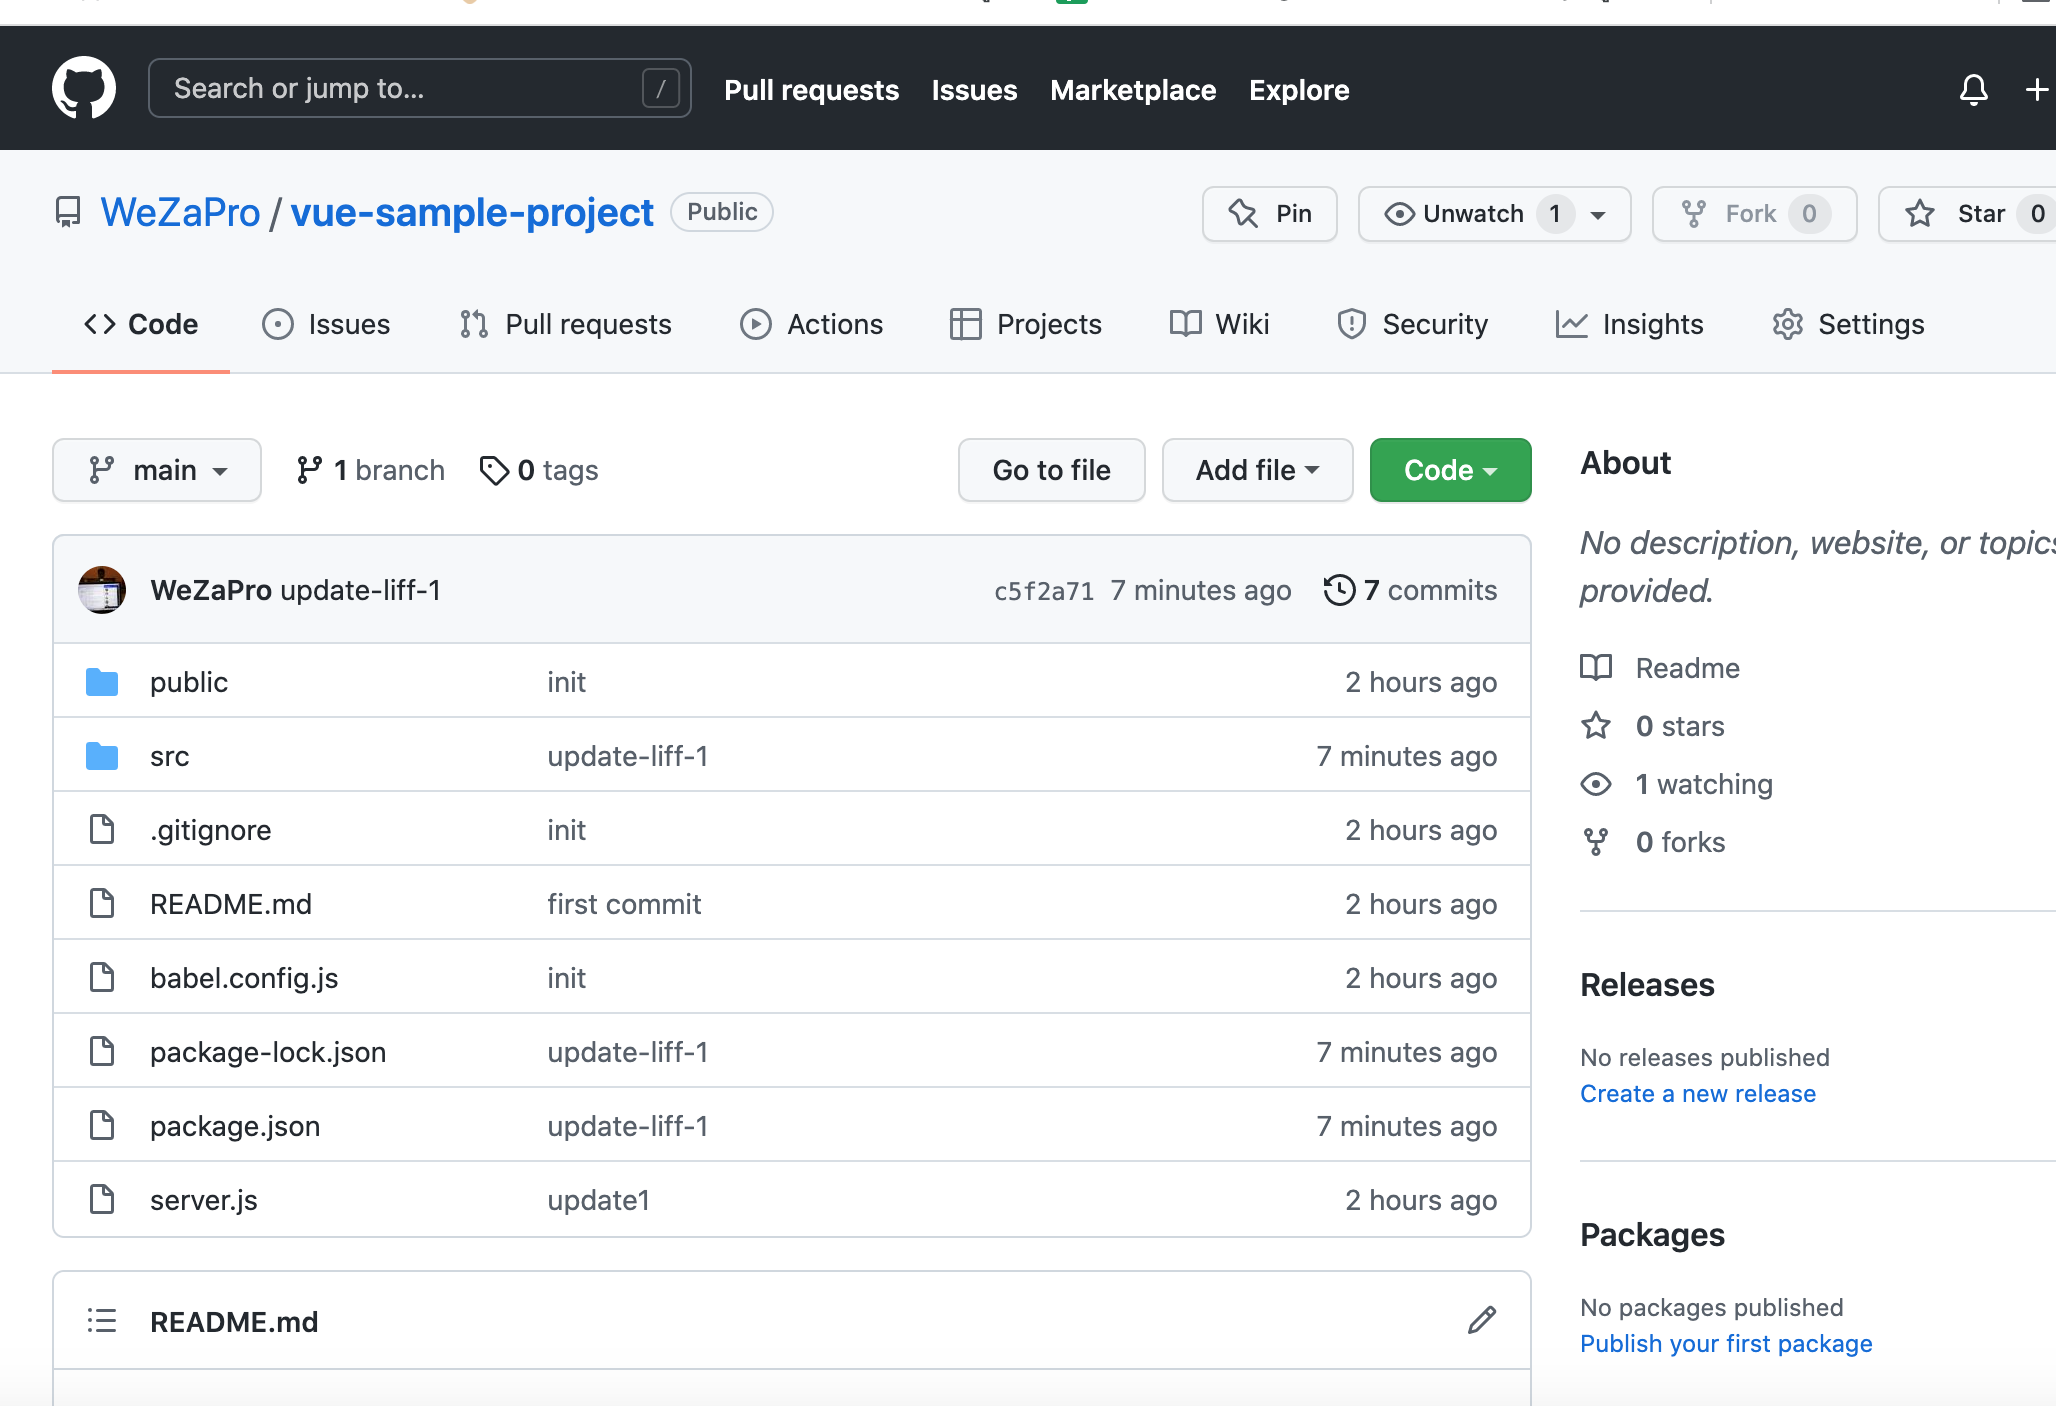 Search or jump to... /
Pull requests Issues Marketplace Explore
WeZaPro / vue-sample-project Public
Pin Unwatch 1 Fork 0 Star 0
Code Issues Pull requests Actions Projects Wiki Security Insights Settings
main 1 branch 0 tags Go to file Add file Code
WeZaPro update-liff-1 c5f2a71 7 minutes ago 7 commits
public init 2 hours ago
src update-liff-1 7 minutes ago
.gitignore init 2 hours ago
README.md first commit 2 hours ago
babel.config.js init 2 hours ago
package-lock.json update-liff-1 7 minutes ago
package.json update-liff-1 7 minutes ago
server.js update1 2 hours ago
README.md
About
No description, website, or topics
provided.
Readme
0 stars
1 watching
0 forks
Releases
No releases published
Create a new release
Packages
No packages published
Publish your first package